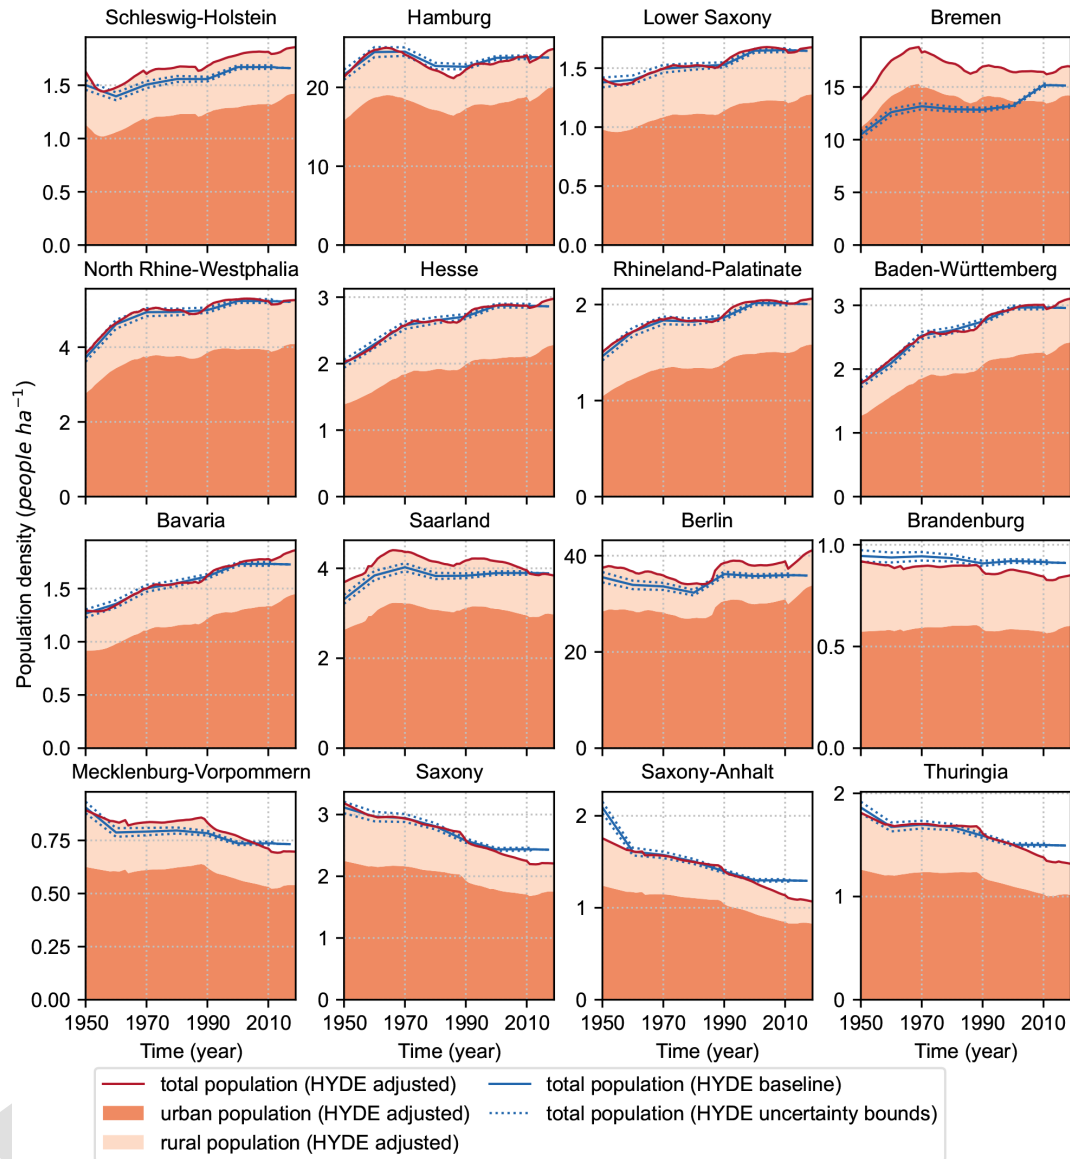 Schleswig-Holstein Hamburg Lower Saxony Bremen
1.5 20 1.5 15
1.0 10 1.0 10
0.5 0.5 5
0.0 0 0.0 0
North Rhine-Westphalia Hesse Rhineland-Palatinate Baden-Württemberg
4 3 2 3
2 2 1 2
1 1
0 0 0 0
Population density (people ha⁻¹)
Bavaria Saarland Berlin Brandenburg
1.5 4 40 1.0
1.0 2 20 0.5
0.5
0.0 0 0 0.0
Mecklenburg-Vorpommern Saxony Saxony-Anhalt Thuringia
0.75 3 2 2
0.50 2 1 1
0.25 1
0.00 0 0 0
1950 1970 1990 2010 1950 1970 1990 2010 1950 1970 1990 2010 1950 1970 1990 2010
Time (year) Time (year) Time (year) Time (year)
total population (HYDE adjusted) total population (HYDE baseline)
urban population (HYDE adjusted) total population (HYDE uncertainty bounds)
rural population (HYDE adjusted)